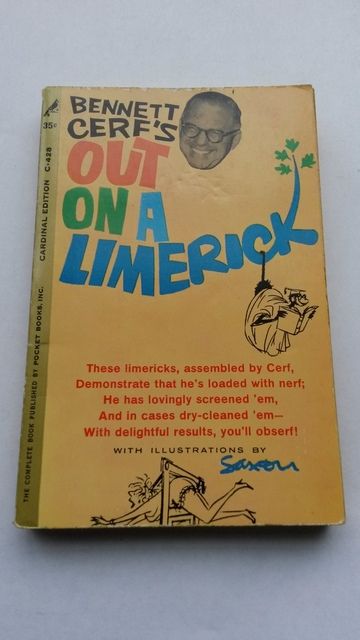 BENNETT
CERF'S
OUT
ON A
LIMERICK
These limericks, assembled by Cerf,
Demonstrate that he's loaded with nerf;
He has lovingly screened 'em,
And in cases dry-cleaned 'em—
With delightful results, you'll obserf!
WITH ILLUSTRATIONS BY
Saxon
35c
CARDINAL EDITION C-428
THE COMPLETE BOOK PUBLISHED BY POCKET BOOKS, INC.